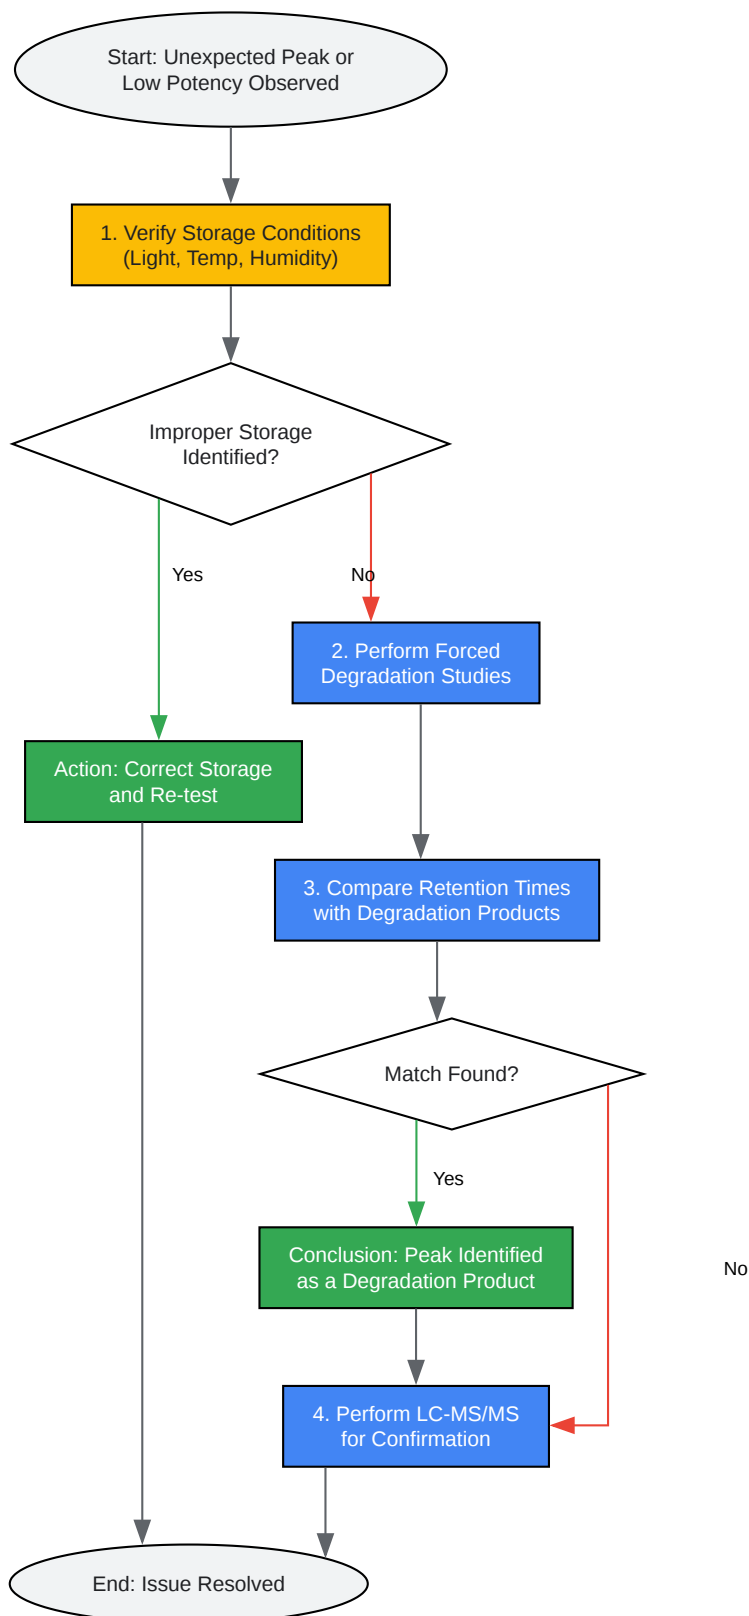 Start: Unexpected Peak or
Low Potency Observed
1. Verify Storage Conditions
(Light, Temp, Humidity)
Improper Storage
Identified?
Yes
No
2. Perform Forced
Degradation Studies
Action: Correct Storage
and Re-test
3. Compare Retention Times
with Degradation Products
Match Found?
Yes
Conclusion: Peak Identified
as a Degradation Product
No
4. Perform LC-MS/MS
for Confirmation
End: Issue Resolved